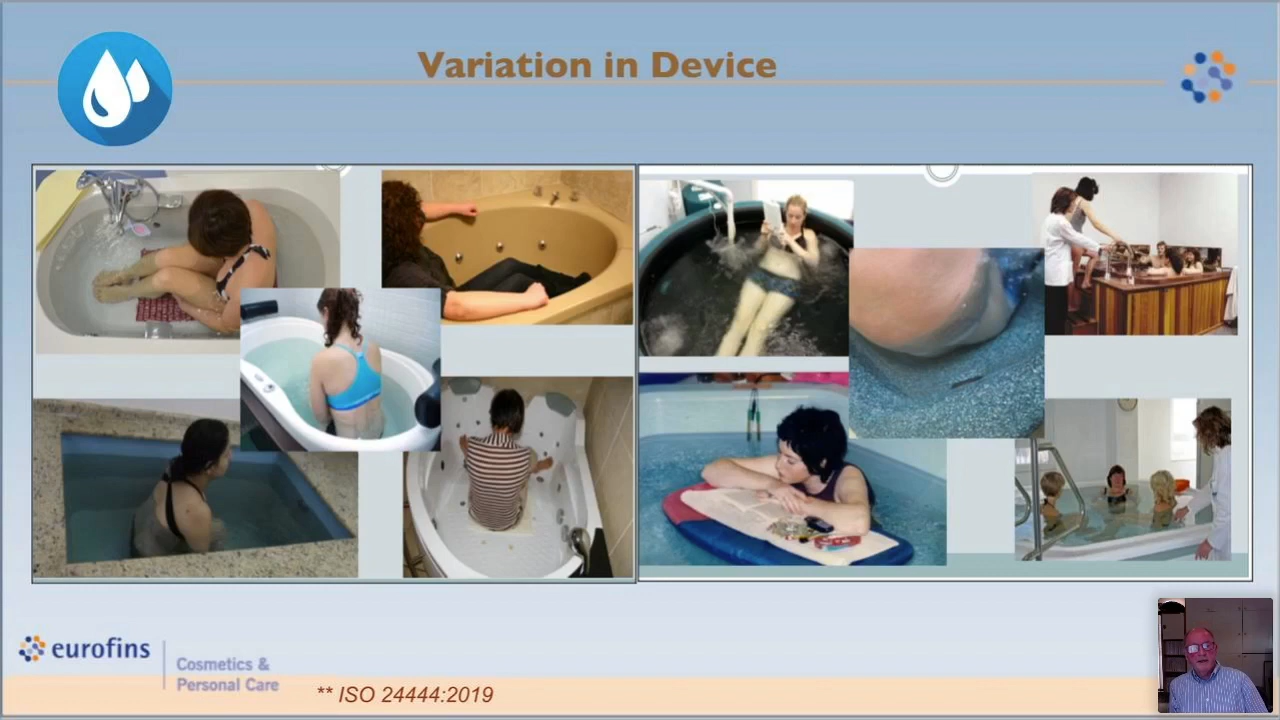 Variation in Device
eurofins
Cosmetics &
Personal Care
** ISO 24444:2019